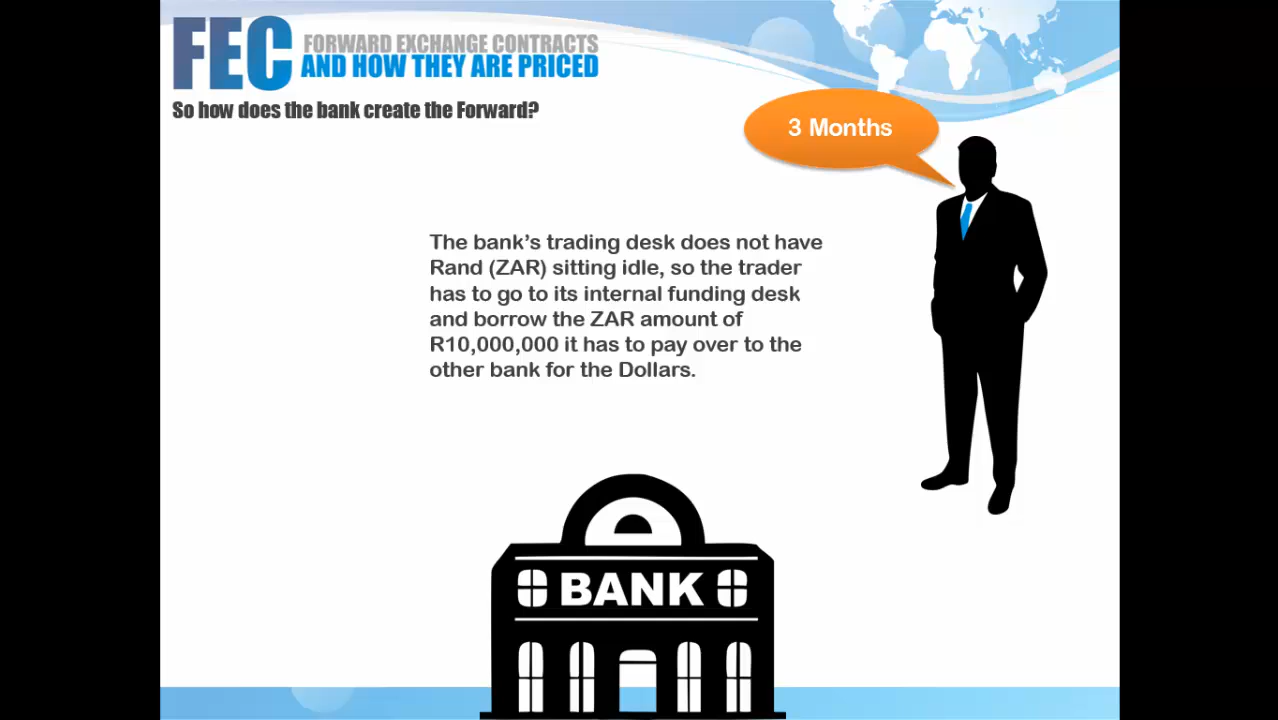 FEC FORWARD EXCHANGE CONTRACTS
AND HOW THEY ARE PRICED
So how does the bank create the Forward?
3 Months
The bank’s trading desk does not have
Rand (ZAR) sitting idle, so the trader
has to go to its internal funding desk
and borrow the ZAR amount of
R10,000,000 it has to pay over to the
other bank for the Dollars.
BANK